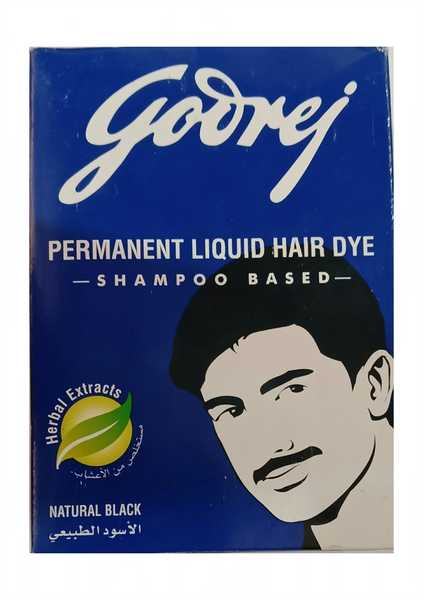 Godrej
PERMANENT LIQUID HAIR DYE
—SHAMPOO BASED—
Herbal Extracts
مستخلص من الأعشاب
NATURAL BLACK
الأسود الطبيعي